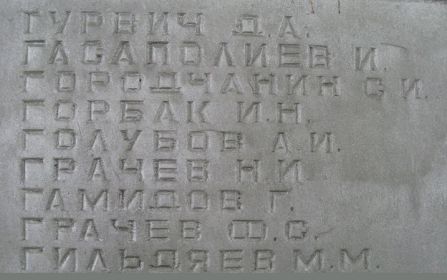 ГУРВИЧ Д.А.
ГАСАПОЛИЕВ И.
ГОРОДЧАНИН С.И.
ГОРБАК И.Н.
ГОЛУБОВ А.И.
ГРАЧЕВ Н.И.
ГАМИДОВ Г.
ГРАЧЕВ Ф.С.
ГИЛЬДЯЕВ М.М.